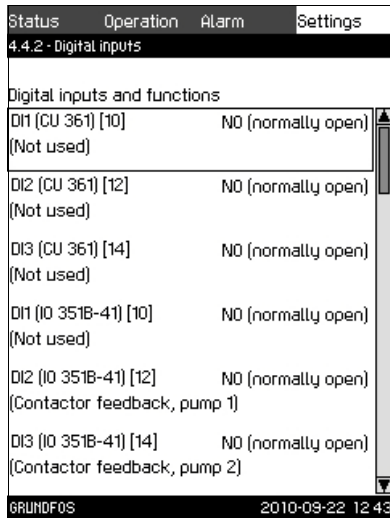 Status Operation Alarm Settings
4.4.2 - Digital inputs
Digital inputs and functions
DI1 (CU 361) [10] NO (normally open)
(Not used)
DI2 (CU 361) [12] NO (normally open)
(Not used)
DI3 (CU 361) [14] NO (normally open)
(Not used)
DI1 (IO 351B-41) [10] NO (normally open)
(Not used)
DI2 (IO 351B-41) [12] NO (normally open)
(Contactor feedback, pump 1)
DI3 (IO 351B-41) [14] NO (normally open)
(Contactor feedback, pump 2)
GRUNDFOS 2010-09-22 12:43